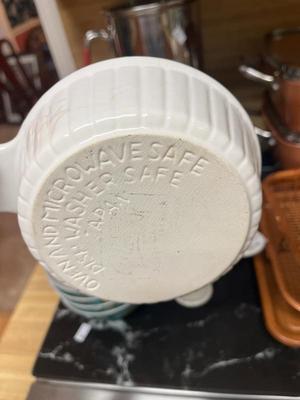 OVEN AND MICROWAVE SAFE
DISHWASHER SAFE
JAPAN